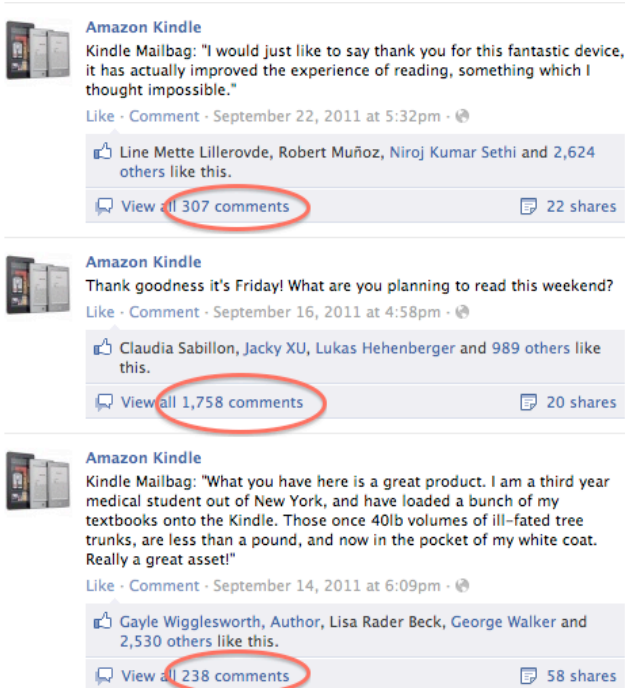 Amazon Kindle
Kindle Mailbag: "I would just like to say thank you for this fantastic device,
it has actually improved the experience of reading, something which I
thought impossible."
Like · Comment · September 22, 2011 at 5:32pm ·
Line Mette Lillerovde, Robert Muñoz, Niroj Kumar Sethi and 2,624
others like this.
View all 307 comments 22 shares
Amazon Kindle
Thank goodness it's Friday! What are you planning to read this weekend?
Like · Comment · September 16, 2011 at 4:58pm ·
Claudia Sabillon, Jacky XU, Lukas Hehenberger and 989 others like
this.
View all 1,758 comments 20 shares
Amazon Kindle
Kindle Mailbag: "What you have here is a great product. I am a third year
medical student out of New York, and have loaded a bunch of my
textbooks onto the Kindle. Those once 40lb volumes of ill-fated tree
trunks, are less than a pound, and now in the pocket of my white coat.
Really a great asset!"
Like · Comment · September 14, 2011 at 6:09pm ·
Gayle Wigglesworth, Author, Lisa Rader Beck, George Walker and
2,530 others like this.
View all 238 comments 58 shares